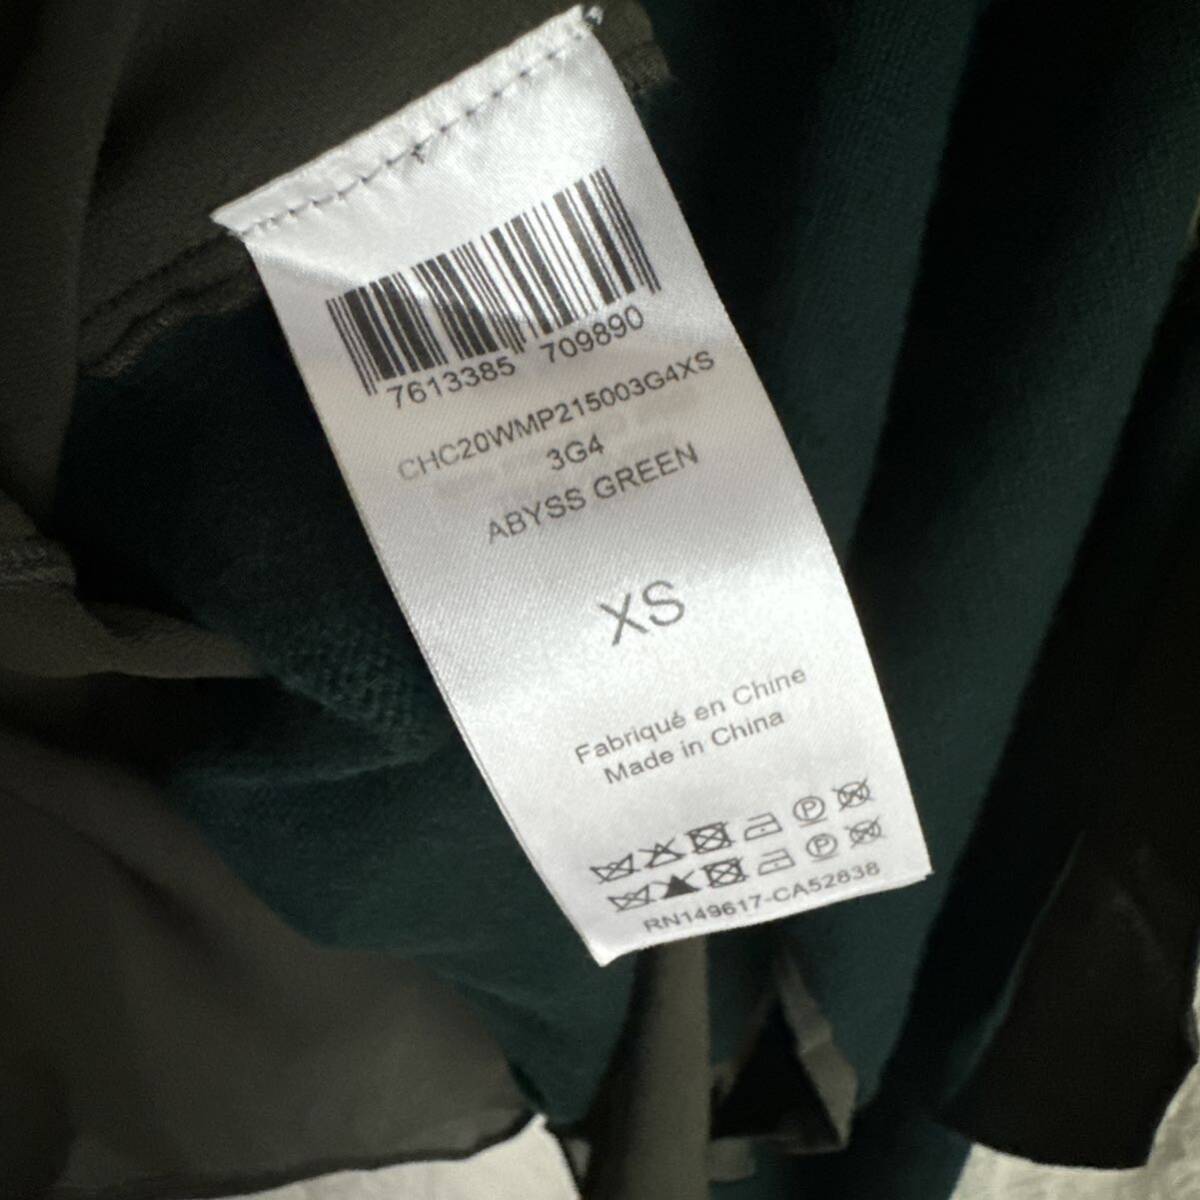 7613385 709890
CHC20WMP215003G4XS
3G4
ABYSS GREEN
XS
Fabriqué en Chine
Made in China
P
P
RN149617-CA52838